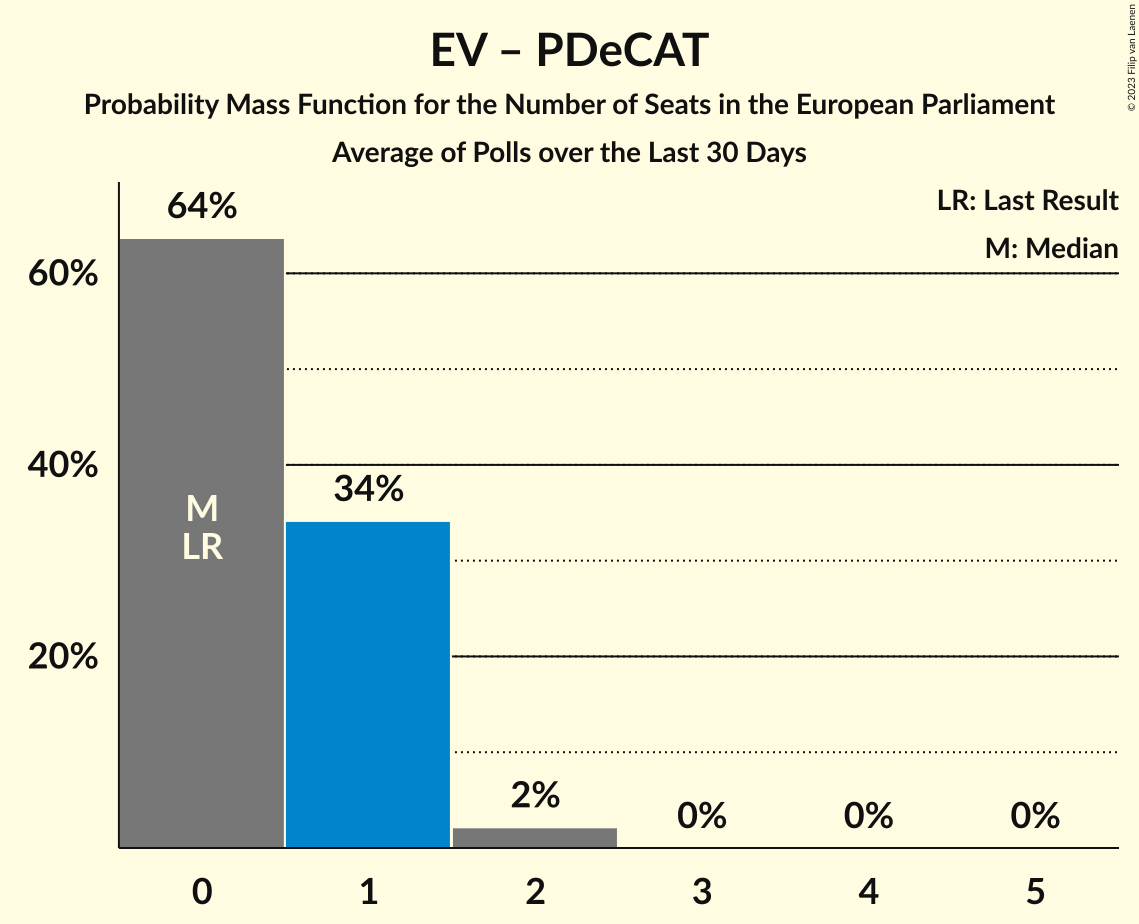 EV – PDeCAT
Probability Mass Function for the Number of Seats in the European Parliament
Average of Polls over the Last 30 Days
© 2023 Filip van Laenen
LR: Last Result
M: Median
64%
60%
40%
34%
M
LR
20%
2%
0%
0%
0%
0
1
2
3
4
5